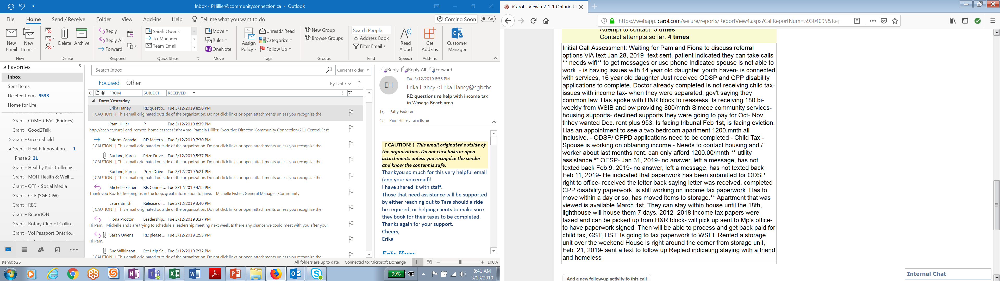 Inbox - PHillier@communityconnection.ca - Outlook
File Home Send / Receive Folder View Add-ins Help Tell me what you want to do Coming Soon Off
New Email
New Items
Delete
Archive
Reply
Reply All
Forward
Sarah Owens
To Manager
Team Email
Move
Rules
OneNote
Assign Policy
Unread/ Read
Categorize
Follow Up
New Group
Browse Groups
Search People
Address Book
Filter Email
Read Aloud
Get Add-ins
Customer Manager
New Delete Respond Quick Steps Move Tags Groups Find Speech Add-ins
Favorites
Inbox
Sent Items
Deleted Items 9533
Home for Life
Grant - CGMH CEAC (Bridges)
Grant - Good2Talk
Grant - Green Shield
Grant - Health Innovation... 1
Phase 2 21
Grant - Healthy Kids Collectiv...
Grant - MOH Health & Well-...
Grant - OTF - Social Media
Grant - OTF (SGB CIW)
Grant - RBC
Grant - ReportON
Grant - Rotary Club of Collin...
Grant - Vol Passport Ontario...
Search Inbox Current Folder
Focused Other By Date
C.. FROM SUBJECT RECEIVED !
Date: Yesterday
Erika Haney RE: questio... Tue 3/12/2019 8:56 PM
[ CAUTION! ] This email originated outside of the organization. Do not click links or open attachments unless you recognize the
Pam Hillier P Tue 3/12/2019 8:39 PM
http://caeh.ca/rural-and-remote-homelessness?sfns=mo Pamela Hillier, Executive Director Community Connection/211 Central East
Inform Canada RE: Matern... Tue 3/12/2019 7:30 PM
[ CAUTION! ] This email originated outside of the organization. Do not click links or open attachments unless you recognize the
Burland, Karen Prize Drive... Tue 3/12/2019 5:37 PM
[ CAUTION! ] This email originated outside of the organization. Do not click links or open attachments unless you recognize the
Burland, Karen Prize Drive Tue 3/12/2019 5:21 PM
[ CAUTION! ] This email originated outside of the organization. Do not click links or open attachments unless you recognize the
Michelle Fisher RE: Connec... Tue 3/12/2019 4:15 PM
Thank you Roz for keeping us in the loop, great information to have. Michelle Fisher, General Manager Community
Laura Smith Release of ... Tue 3/12/2019 3:40 PM
[ CAUTION! ] This email originated outside of the organization. Do not click links or open attachments unless you recognize the
Fiona Proctor Leadership... Tue 3/12/2019 3:37 PM
Hi Pam, Michelle and I are trying to schedule a leadership meeting next week. Is there any chance we could meet with you after your
Sarah Owens RE: please ... Tue 3/12/2019 2:55 PM
Hi Pam,
Sue Wilkinson Re: Help Se... Tue 3/12/2019 2:32 PM
[ CAUTION! ] This email originated outside of the organization. Do not click links or open attachments unless you recognize the
Reply Reply All Forward
Tue 3/12/2019 8:56 PM
EH
Erika Haney <Erika.Haney@sgbchc
RE: questions re help with income tax
in Wasaga Beach area
To Patty Federer
Cc Pam Hillier; Tara Bone
[ CAUTION! ] This email originated outside of
the organization. Do not click links or open
attachments unless you recognize the sender
and know the content is safe.
Thankyou so much for this very helpful email
(and your voicemail)!
I have shared it with staff.
Those that need assistance will be supported
by either reaching out to Tara should a ride
be required, or helping clients to make sure
they book for their taxes to be completed.
Thanks again for your support.
Cheers,
Erika
Erika Haney
Items: 525 All folders are up to date. Connected to: Microsoft Exchange 100%
99% 8:41 AM
3/13/2019
iCarol - View a 2-1-1 Ontario C
https://webapp.icarol.com/secure/reports/ReportView4.aspx?CallReportNum=59304095&Rep
Attempt to contact: 5 times
Contact attempts so far: 4 times
Initial Call Assessment: Waiting for Pam and Fiona to discuss referral
options ViA text Jan 28, 2019- text sent, patient indicated they can take calls-
** needs wifi** to get messages or use phone Indicated spouse is not able to
work. - is having issues with 14 year old daughter. youth haven- is connected
with services, 16 year old daughter Just received ODSP and CPP disability
applications to complete. Doctor already completed Is not receiving child tax-
issues with income tax- when they were separated, gov't saying they
common law. Has spoke with H&R block to reassess. Is receiving 180 bi-
weekly from WSIB and ow providing 800/mnth Simcoe community services-
housing supports- declined supports they were going to pay for Oct- Nov.
thhey wanted Dec. rent plus 953. Is facing tribunal Feb 1st, is facing eviction.
Has an appointment to see a two bedroom apartment 1200.mnth all
inclusive. - ODSP/ CPPD applications need to be completed - Child Tax -
Spouse is working on obtaining income - Needs to contact housing and /
worker about last months rent. can only afford 1200.00/mnth ** utility
assistance ** OESP- Jan 31, 2019- no answer, left a message, has not
texted back Feb 9, 2019- no answer, left a message, has not texted back
Feb 11, 2019- He indicated that paperwork has been submitted for ODSP
right to office- received the letter back saying letter was received. completed
CPP disability paperwork, is still working on income tax paperwork. Has to
move within a day or so, has moved items to storage.** Apartment that was
viewed is available March 1st. They can stay within house until the 18th,
lighthouse will house them 7 days. 2012- 2018 income tax papers were
faxed and can be picked up from H&R block- will pick up sent to Mp's office-
to have paperwork signed. Then will be able to process and get back paid for
child tax, GST, HST. Is going to fax paperwork to WSIB. Rented a storage
unit over the weekend House is right around the corner from storage unit,
Feb. 21, 2019- sent a text to follow up Replied indicating staying with a friend
and homeless
Add a new follow-up activity to this call
Internal Chat